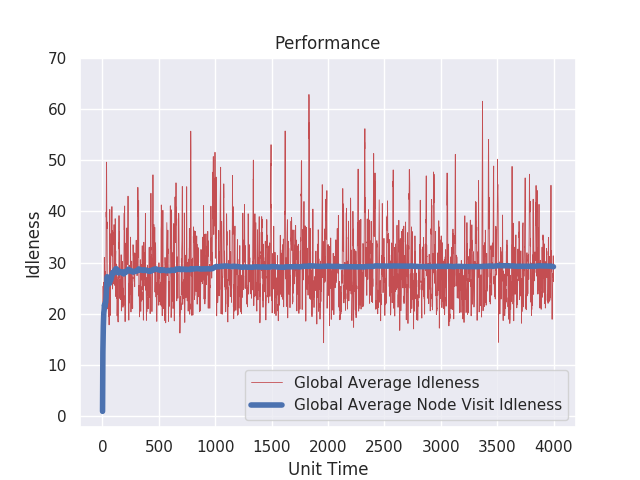 Performance
70
60
50
40
30
20
10
0
Idleness
0 500 1000 1500 2000 2500 3000 3500 4000
Unit Time
Global Average Idleness
Global Average Node Visit Idleness